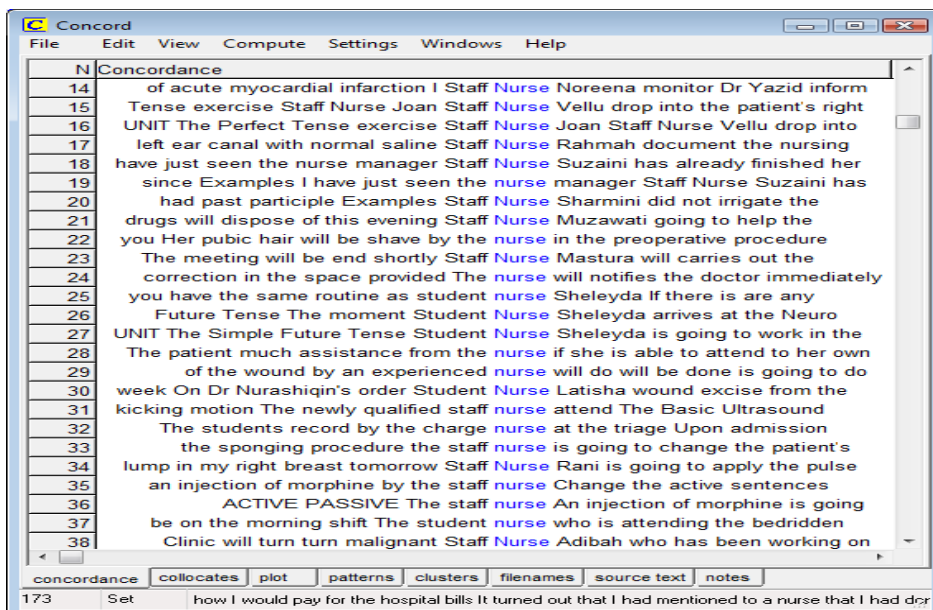 C Concord
File Edit View Compute Settings Windows Help
N Concordance
14 of acute myocardial infarction I Staff Nurse Noreena monitor Dr Yazid inform
15 Tense exercise Staff Nurse Joan Staff Nurse Vellu drop into the patient's right
16 UNIT The Perfect Tense exercise Staff Nurse Joan Staff Nurse Vellu drop into
17 left ear canal with normal saline Staff Nurse Rahmah document the nursing
18 have just seen the nurse manager Staff Nurse Suzaini has already finished her
19 since Examples I have just seen the nurse manager Staff Nurse Suzaini has
20 had past participle Examples Staff Nurse Sharmini did not irrigate the
21 drugs will dispose of this evening Staff Nurse Muzawati going to help the
22 you Her pubic hair will be shave by the nurse in the preoperative procedure
23 The meeting will be end shortly Staff Nurse Mastura will carries out the
24 correction in the space provided The nurse will notifies the doctor immediately
25 you have the same routine as student nurse Sheleyda If there is are any
26 Future Tense The moment Student Nurse Sheleyda arrives at the Neuro
27 UNIT The Simple Future Tense Student Nurse Sheleyda is going to work in the
28 The patient much assistance from the nurse if she is able to attend to her own
29 of the wound by an experienced nurse will do will be done is going to do
30 week On Dr Nurashiqin's order Student Nurse Latisha wound excise from the
31 kicking motion The newly qualified staff nurse attend The Basic Ultrasound
32 The students record by the charge nurse at the triage Upon admission
33 the sponging procedure the staff nurse is going to change the patient's
34 lump in my right breast tomorrow Staff Nurse Rani is going to apply the pulse
35 an injection of morphine by the staff nurse Change the active sentences
36 ACTIVE PASSIVE The staff nurse An injection of morphine is going
37 be on the morning shift The student nurse who is attending the bedridden
38 Clinic will turn turn malignant Staff Nurse Adibah who has been working on
concordance collocates plot patterns clusters filenames source text notes
173 Set how I would pay for the hospital bills It turned out that I had mentioned to a nurse that I had